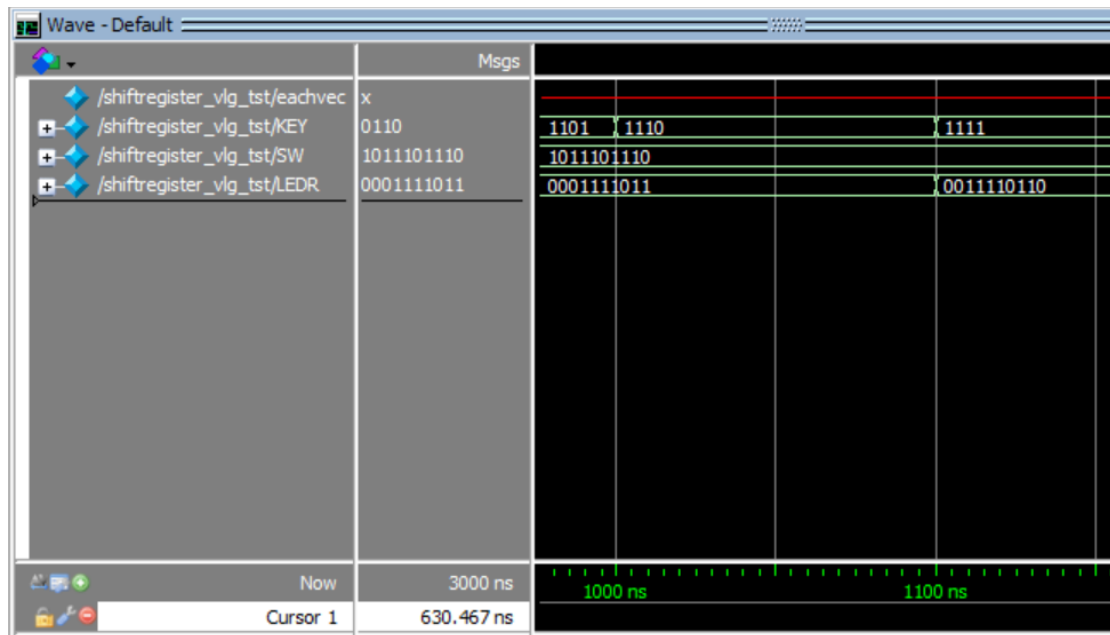 Wave - Default
Msgs
/shiftregister_vlg_tst/eachvec x
/shiftregister_vlg_tst/KEY 0110 1101 1110 1111
/shiftregister_vlg_tst/SW 1011101110 1011101110
/shiftregister_vlg_tst/LEDR 0001111011 0001111011 0011110110
Now 3000 ns 1000 ns 1100 ns
Cursor 1 630.467 ns